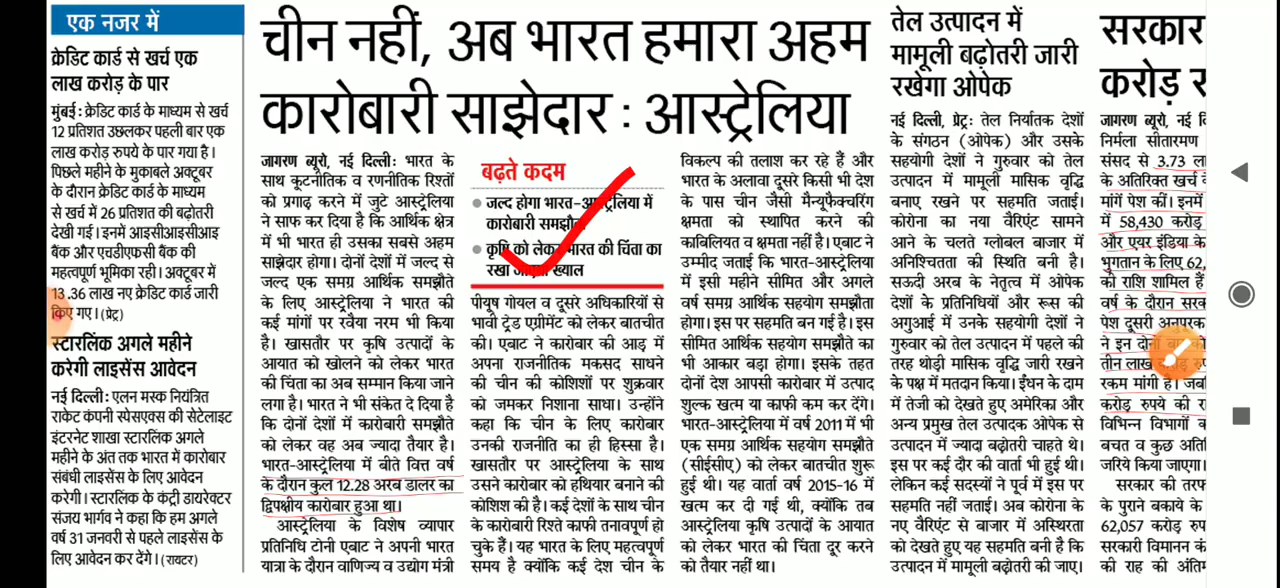 एक नजर में
क्रेडिट कार्ड से खर्च एक
लाख करोड़ के पार
मुंबई : क्रेडिट कार्ड के माध्यम से खर्च
12 प्रतिशत उछलकर पहली बार एक
लाख करोड़ रुपये के पार गया है।
पिछले महीने के मुकाबले अक्टूबर
के दौरान क्रेडिट कार्ड के माध्यम
से खर्च में 26 प्रतिशत की बढ़ोतरी
देखी गई। इनमें आइसीआइसीआइ
बैंक और एचडीएफसी बैंक की
महत्वपूर्ण भूमिका रही। अक्टूबर में
13.36 लाख नए क्रेडिट कार्ड जारी
किए गए। (प्रेट्र)
स्टारलिंक अगले महीने
करेगी लाइसेंस आवेदन
नई दिल्ली : एलन मस्क नियंत्रित
राकेट कंपनी स्पेसएक्स की सेटेलाइट
इंटरनेट शाखा स्टारलिंक अगले
महीने के अंत तक भारत में कारोबार
संबंधी लाइसेंस के लिए आवेदन
करेगी। स्टारलिंक के कंट्री डायरेक्टर
संजय भार्गव ने कहा कि हम अगले
वर्ष 31 जनवरी से पहले लाइसेंस के
लिए आवेदन कर देंगे। (रायटर)
चीन नहीं, अब भारत हमारा अहम
कारोबारी साझेदार : आस्ट्रेलिया
जागरण ब्यूरो, नई दिल्ली : भारत के
साथ कूटनीतिक व रणनीतिक रिश्तों
को प्रगाढ़ करने में जुटे आस्ट्रेलिया
ने साफ कर दिया है कि आर्थिक क्षेत्र
में भी भारत ही उसका सबसे अहम
साझेदार होगा। दोनों देशों में जल्द से
जल्द एक समग्र आर्थिक समझौते
के लिए आस्ट्रेलिया ने भारत की
कई मांगों पर रवैया नरम भी किया
है। खासतौर पर कृषि उत्पादों के
आयात को खोलने को लेकर भारत
की चिंता का अब सम्मान किया जाने
लगा है। भारत ने भी संकेत दे दिया है
कि दोनों देशों में कारोबारी समझौते
को लेकर वह अब ज्यादा तैयार है।
भारत-आस्ट्रेलिया में बीते वित्त वर्ष
के दौरान कुल 12.28 अरब डालर का
द्विपक्षीय कारोबार हुआ था।
आस्ट्रेलिया के विशेष व्यापार
प्रतिनिधि टोनी एबाट ने अपनी भारत
यात्रा के दौरान वाणिज्य व उद्योग मंत्री
बढ़ते कदम
जल्द होगा भारत-आस्ट्रेलिया में
कारोबारी समझौता
कृषि को लेकर भारत की चिंता का
रखा जाएगा ख्याल
पीयूष गोयल व दूसरे अधिकारियों से
भावी ट्रेड एग्रीमेंट को लेकर बातचीत
की। एबाट ने कारोबार की आड़ में
अपना राजनीतिक मकसद साधने
की चीन की कोशिशों पर शुक्रवार
को जमकर निशाना साधा। उन्होंने
कहा कि चीन के लिए कारोबार
उनकी राजनीति का ही हिस्सा है।
खासतौर पर आस्ट्रेलिया के साथ
उसने कारोबार को हथियार बनाने की
कोशिश की है। कई देशों के साथ चीन
के कारोबारी रिश्ते काफी तनावपूर्ण हो
चुके हैं। यह भारत के लिए महत्वपूर्ण
समय है क्योंकि कई देश चीन के
विकल्प की तलाश कर रहे हैं और
भारत के अलावा दूसरे किसी भी देश
के पास चीन जैसी मैन्यूफैक्चरिंग
क्षमता को स्थापित करने की
काबिलियत व क्षमता नहीं है। एबाट ने
उम्मीद जताई कि भारत-आस्ट्रेलिया
में इसी महीने सीमित और अगले
वर्ष समग्र आर्थिक सहयोग समझौता
होगा। इस पर सहमति बन गई है। इस
सीमित आर्थिक सहयोग समझौते का
भी आकार बड़ा होगा। इसके तहत
दोनों देश आपसी कारोबार में उत्पाद
शुल्क खत्म या काफी कम कर देंगे।
भारत-आस्ट्रेलिया में वर्ष 2011 में भी
एक समग्र आर्थिक सहयोग समझौते
(सीईसीए) को लेकर बातचीत शुरू
हुई थी। यह वार्ता वर्ष 2015-16 में
खत्म कर दी गई थी, क्योंकि तब
आस्ट्रेलिया कृषि उत्पादों के आयात
को लेकर भारत की चिंता दूर करने
को तैयार नहीं था।
तेल उत्पादन में
मामूली बढ़ोतरी जारी
रखेगा ओपेक
नई दिल्ली, प्रेट्र: तेल निर्यातक देशों
के संगठन (ओपेक) और उसके
सहयोगी देशों ने गुरुवार को तेल
उत्पादन में मामूली मासिक वृद्धि
बनाए रखने पर सहमति जताई।
कोरोना का नया वैरिएंट सामने
आने के चलते ग्लोबल बाजार में
अनिश्चितता की स्थिति बनी है।
सऊदी अरब के नेतृत्व में ओपेक
देशों के प्रतिनिधियों और रूस की
अगुआई में उनके सहयोगी देशों ने
गुरुवार को तेल उत्पादन में पहले की
तरह थोड़ी मासिक वृद्धि जारी रखने
के पक्ष में मतदान किया। ईंधन के दाम
में तेजी को देखते हुए अमेरिका और
अन्य प्रमुख तेल उत्पादक ओपेक से
उत्पादन में ज्यादा बढ़ोतरी चाहते थे।
इस पर कई दौर की वार्ता भी हुई थी।
लेकिन कई सदस्यों ने पूर्व में इस पर
सहमति नहीं जताई। अब कोरोना के
नए वैरिएंट से बाजार में अस्थिरता
को देखते हुए यह सहमति बनी है कि
उत्पादन में मामूली बढ़ोतरी की जाए।
सरकार
करोड़
जागरण ब्यूरो, नई
निर्मला सीतारमण
संसद से 3.73
के अतिरिक्त खर्च
मांगें पेश कीं। इनमें
में 58,430 करोड़
और एयर इंडिया के
भुगतान के लिए 62,
की राशि शामिल हैं
वर्ष के दौरान
पेश दूसरी अनुपूरक
ने इन दोनों
तीन लाख
रकम मांगी है।
करोड़ रुपये की
विभिन्न विभागों
बचत व कुछ
जरिये किया जाएगा।
सरकार की तरफ
के पुराने बकाये के
62,057 करोड़
सरकारी विमानन
की राह की